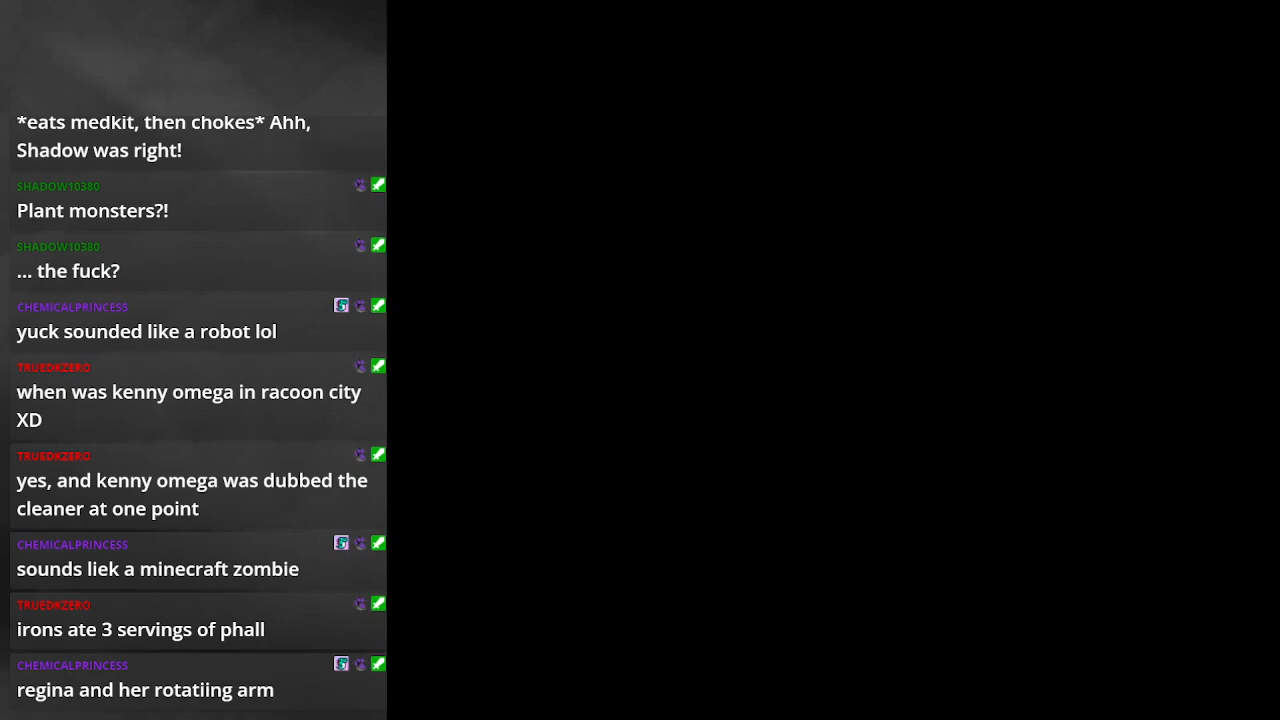 *eats medkit, then chokes* Ahh,
Shadow was right!
SHADOW10380
Plant monsters?!
SHADOW10380
... the fuck?
CHEMICALPRINCESS
yuck sounded like a robot lol
TRUEDKZERO
when was kenny omega in racoon city
XD
TRUEDKZERO
yes, and kenny omega was dubbed the
cleaner at one point
CHEMICALPRINCESS
sounds liek a minecraft zombie
TRUEDKZERO
irons ate 3 servings of phall
CHEMICALPRINCESS
regina and her rotatiing arm